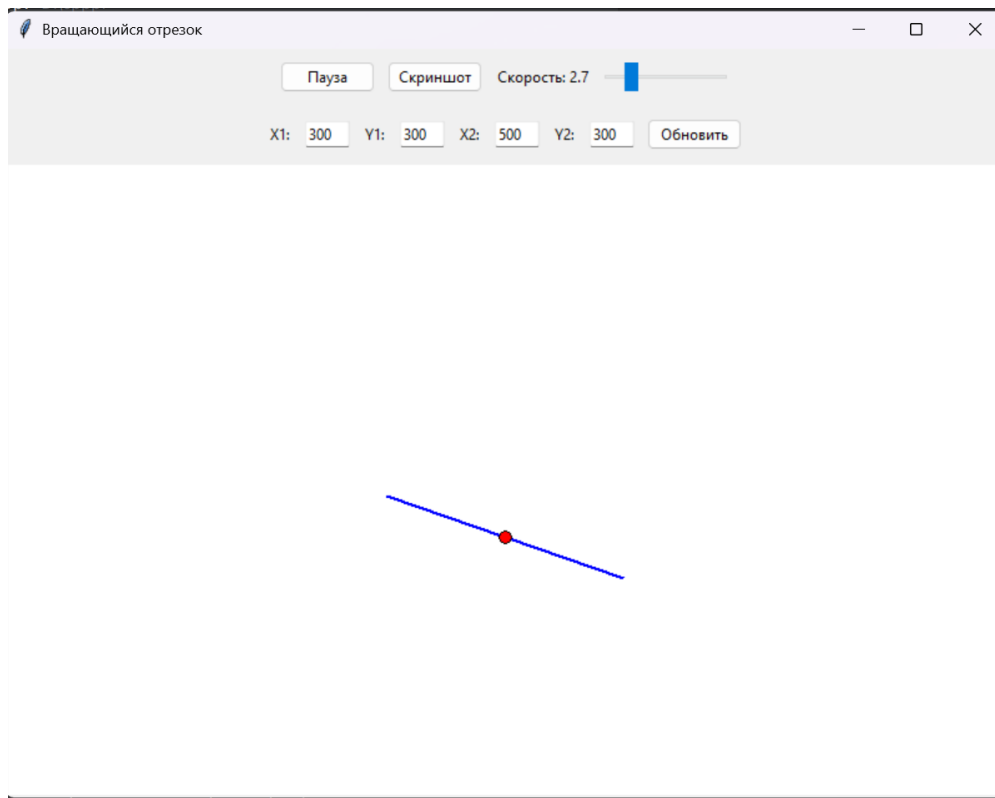 Вращающийся отрезок
Пауза Скриншот Скорость: 2.7
X1: 300 Y1: 300 X2: 500 Y2: 300 Обновить